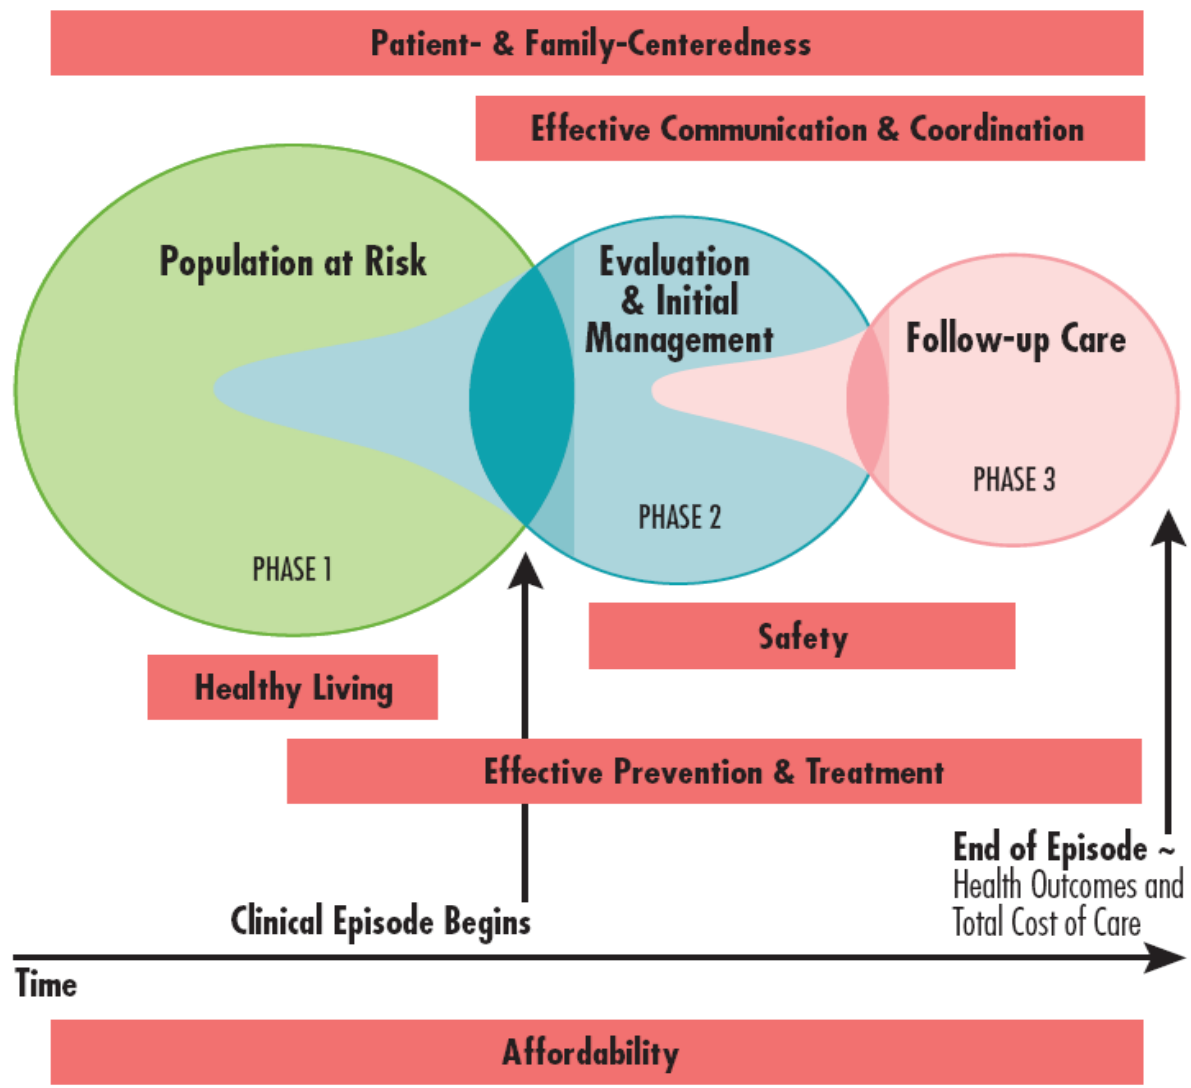 Patient- & Family-Centeredness
Effective Communication & Coordination
Population at Risk
Evaluation
& Initial
Management
Follow-up Care
PHASE 1
PHASE 2
PHASE 3
Safety
Healthy Living
Effective Prevention & Treatment
Clinical Episode Begins
End of Episode ~
Health Outcomes and
Total Cost of Care
Time
Affordability